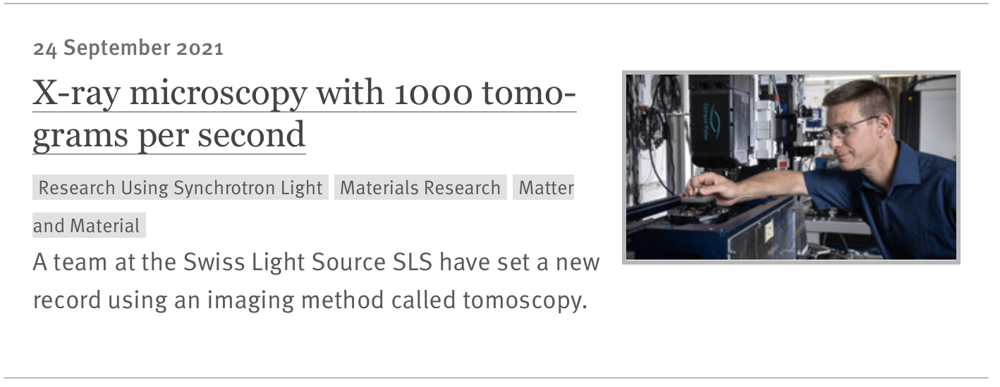 24 September 2021
X-ray microscopy with 1000 tomo-
grams per second
Research Using Synchrotron Light Materials Research Matter
and Material
A team at the Swiss Light Source SLS have set a new
record using an imaging method called tomoscopy.